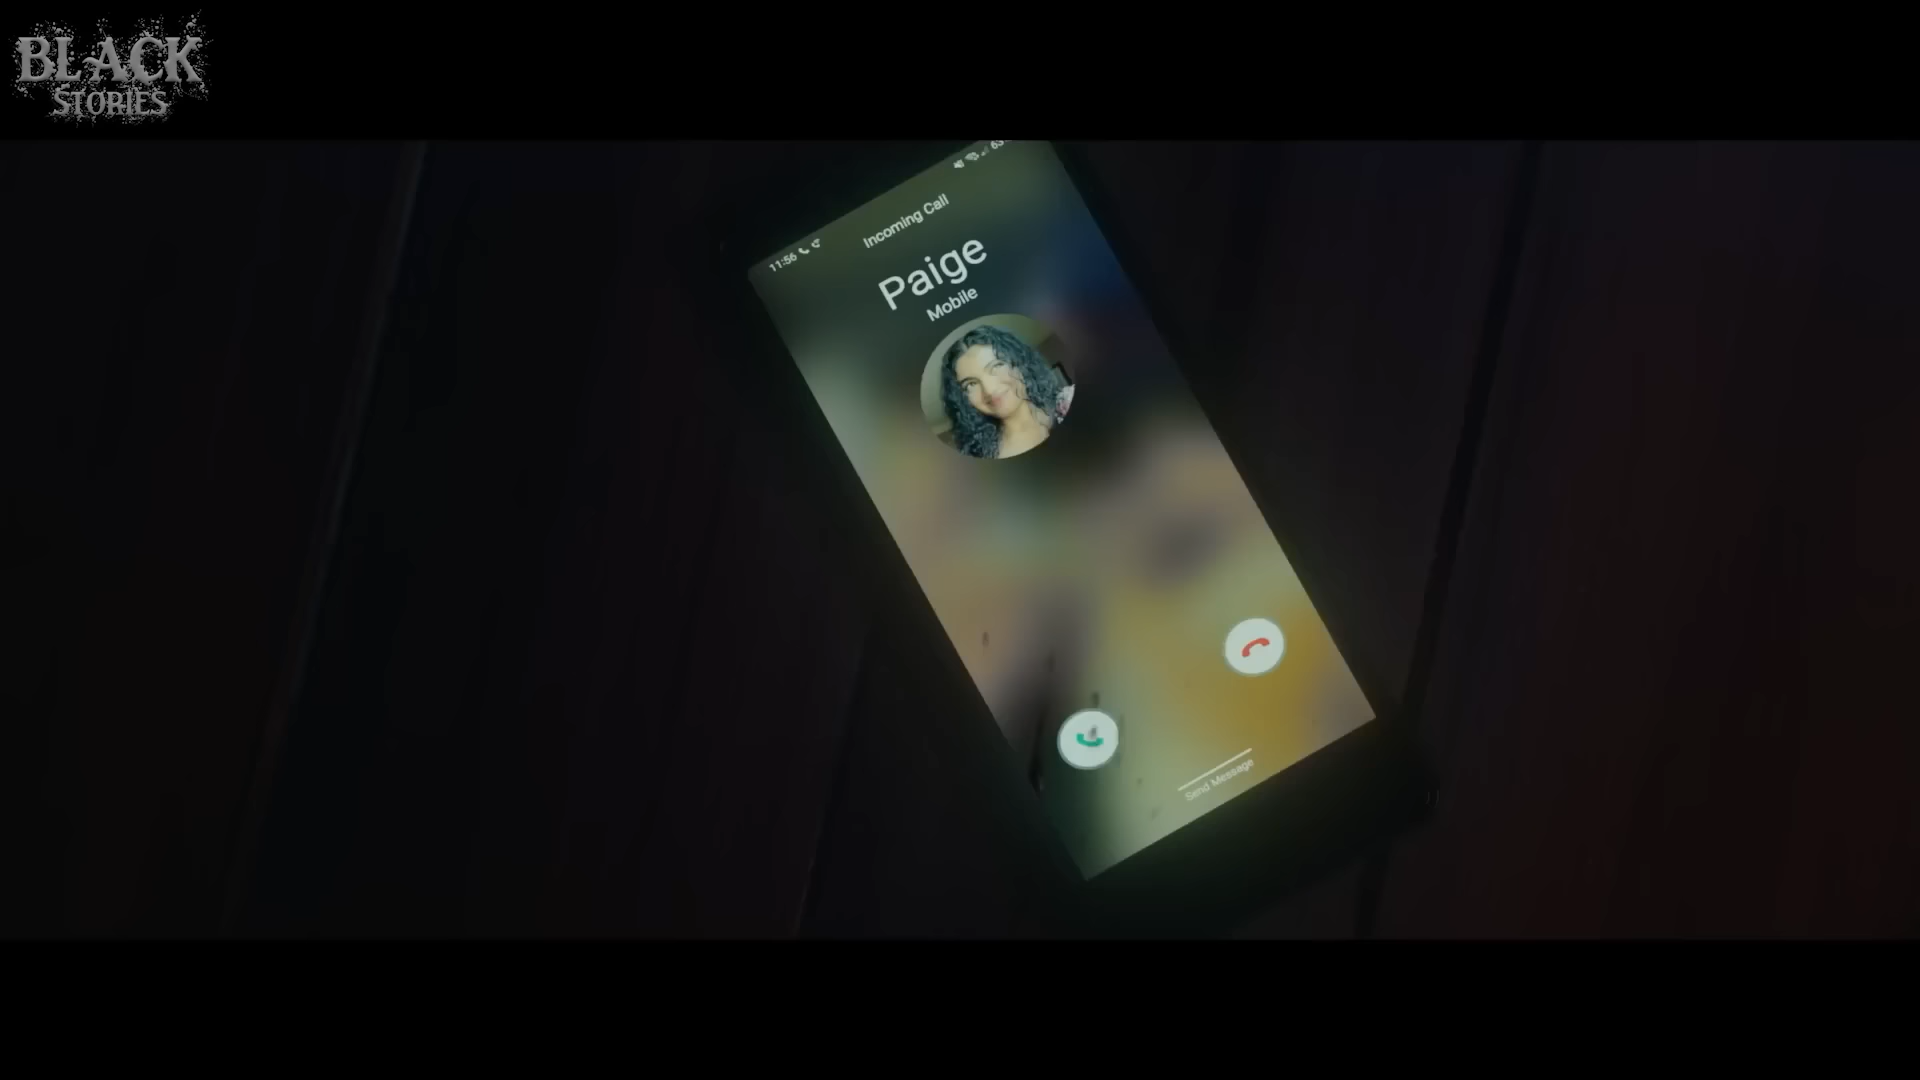 BLACK
STORIES
11:56
Incoming Call
Paige
Mobile
Send Message